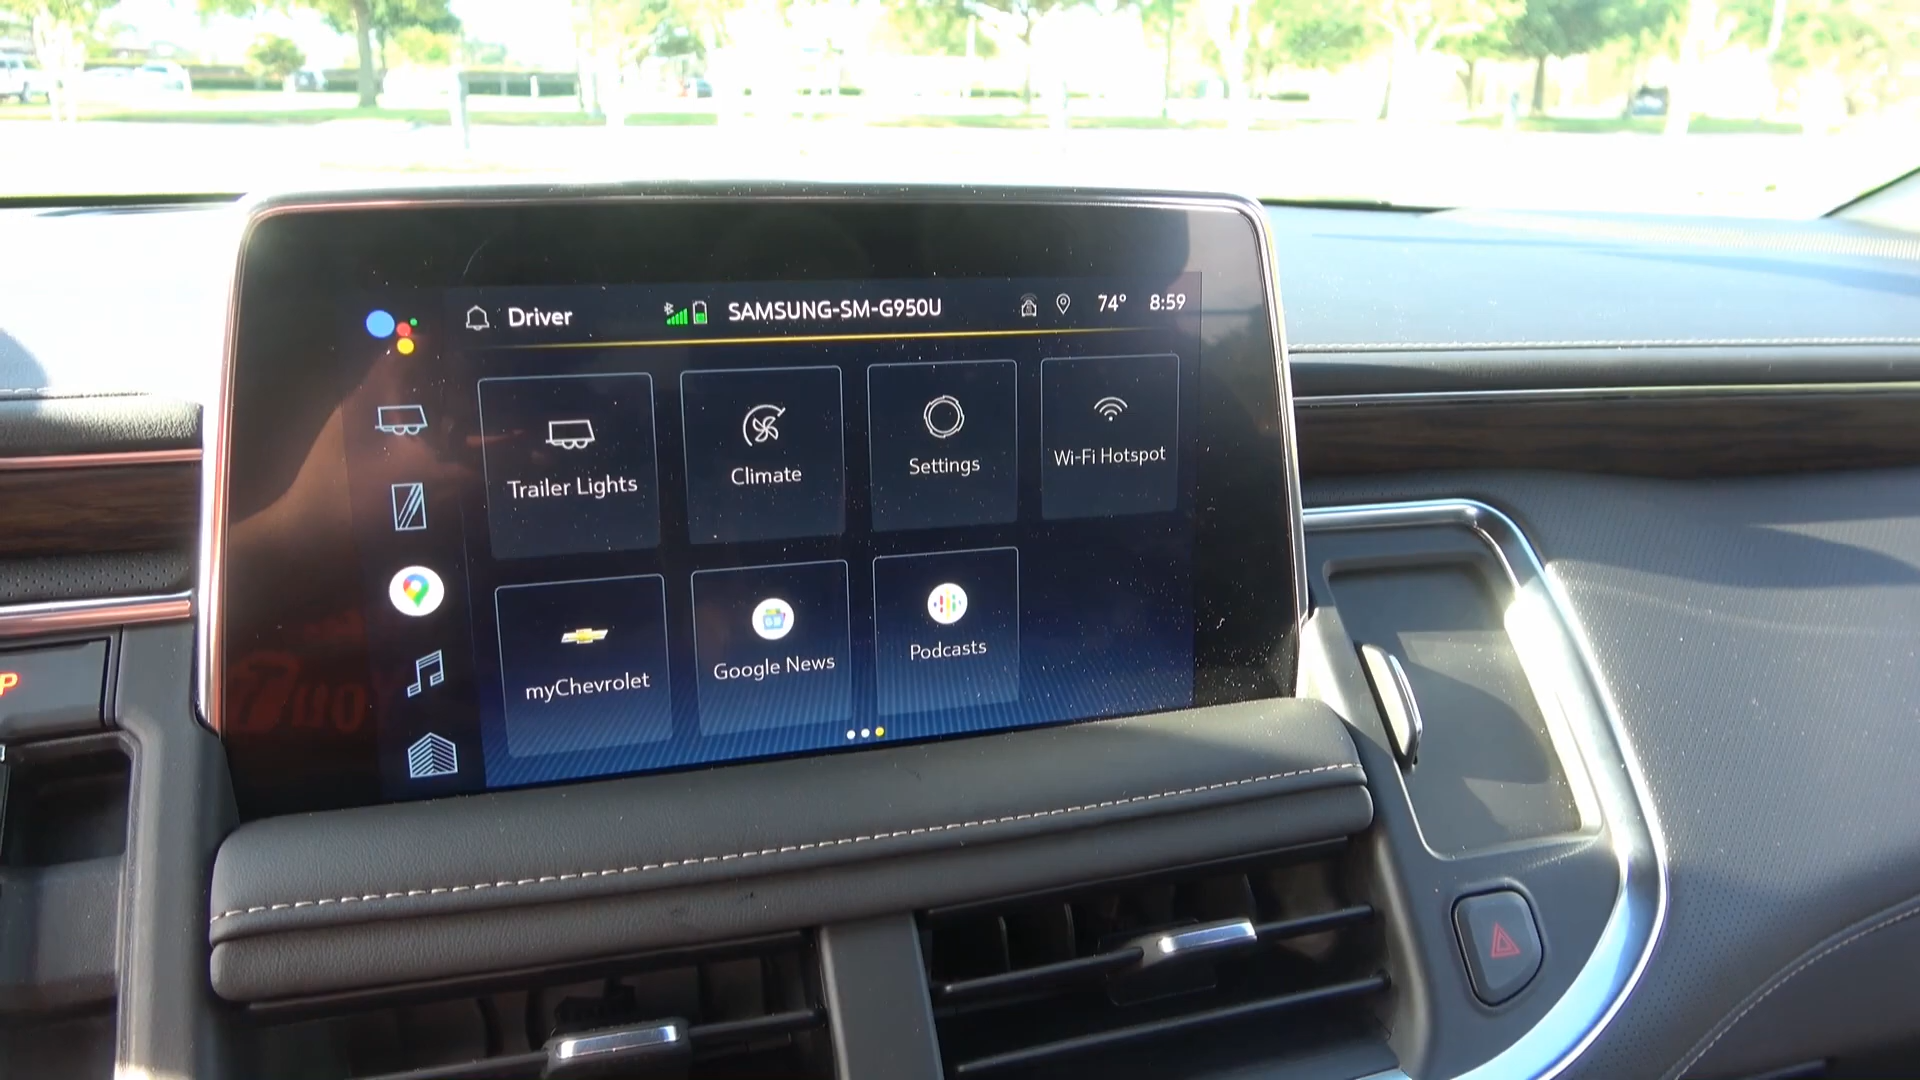 Driver SAMSUNG-SM-G950U 74° 8:59
Trailer Lights Climate Settings Wi-Fi Hotspot
myChevrolet Google News Podcasts
P